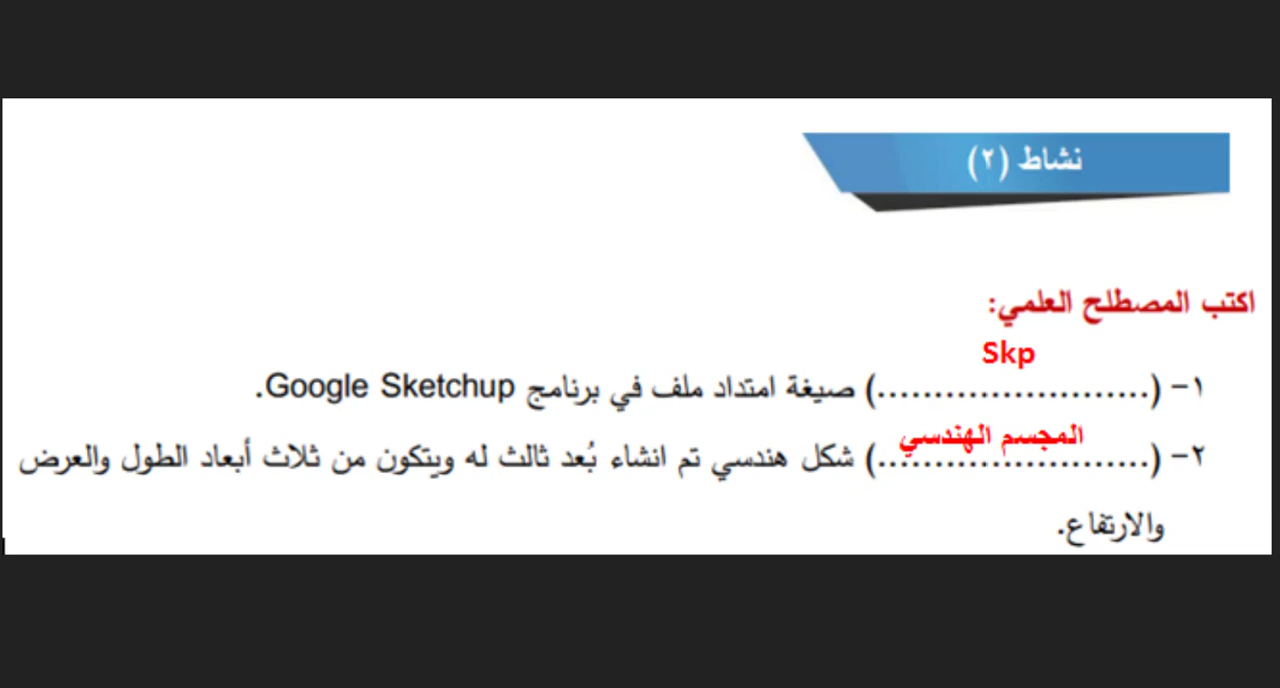 نشاط (٢)
اكتب المصطلح العلمي:
Skp
١- (........................) صيغة امتداد ملف في برنامج Google Sketchup.
المجسم الهندسي
٢- (........................) شكل هندسي تم انشاء بُعد ثالث له ويتكون من ثلاث أبعاد الطول والعرض
والارتفاع.